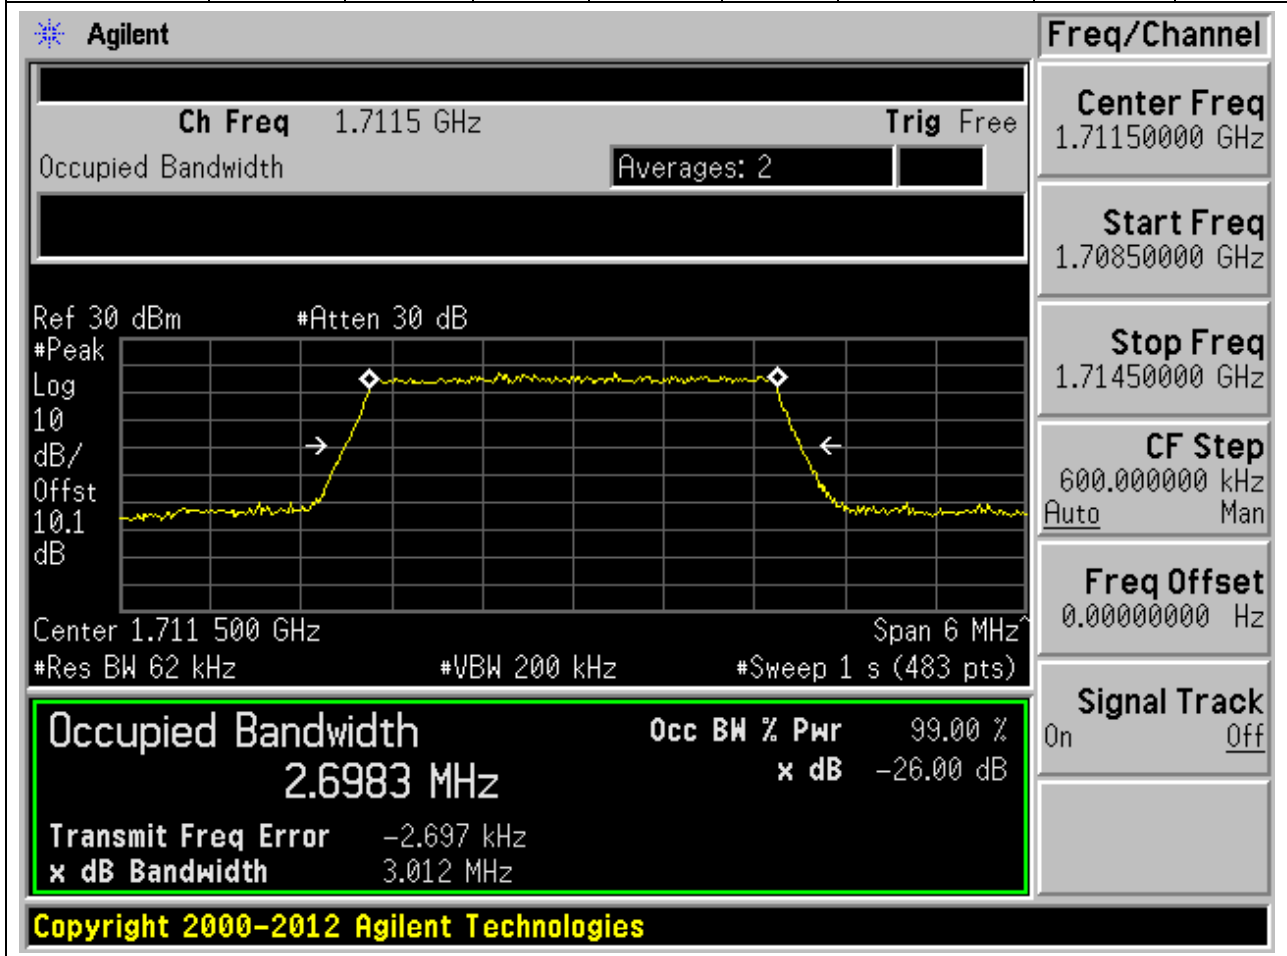 Agilent
Freq/Channel
Ch Freq 1.7115 GHz Trig Free
Occupied Bandwidth Averages: 2
Center Freq
1.71150000 GHz
Start Freq
1.70850000 GHz
Stop Freq
1.71450000 GHz
CF Step
600.000000 kHz
Auto Man
Freq Offset
0.00000000 Hz
Signal Track
On Off
Ref 30 dBm #Atten 30 dB
#Peak
Log
10
dB/
Offst
10.1
dB
Center 1.711 500 GHz Span 6 MHz^
#Res BW 62 kHz #VBW 200 kHz #Sweep 1 s (483 pts)
Occupied Bandwidth
2.6983 MHz
Occ BW % Pwr 99.00 %
x dB -26.00 dB
Transmit Freq Error -2.697 kHz
x dB Bandwidth 3.012 MHz
Copyright 2000-2012 Agilent Technologies